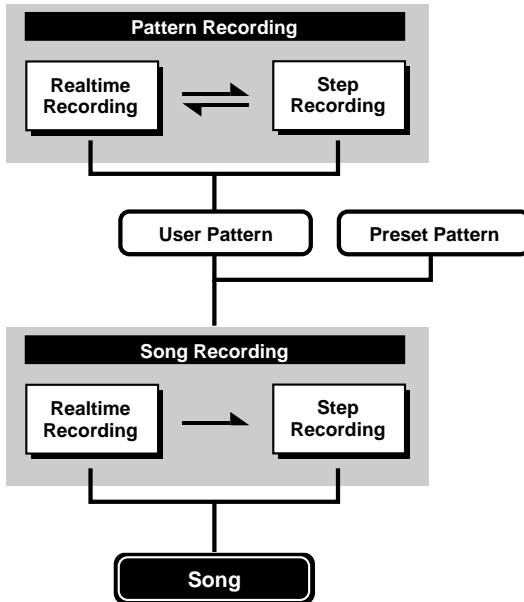 Pattern Recording
Realtime
Recording
Step
Recording
User Pattern
Preset Pattern
Song Recording
Realtime
Recording
Step
Recording
Song